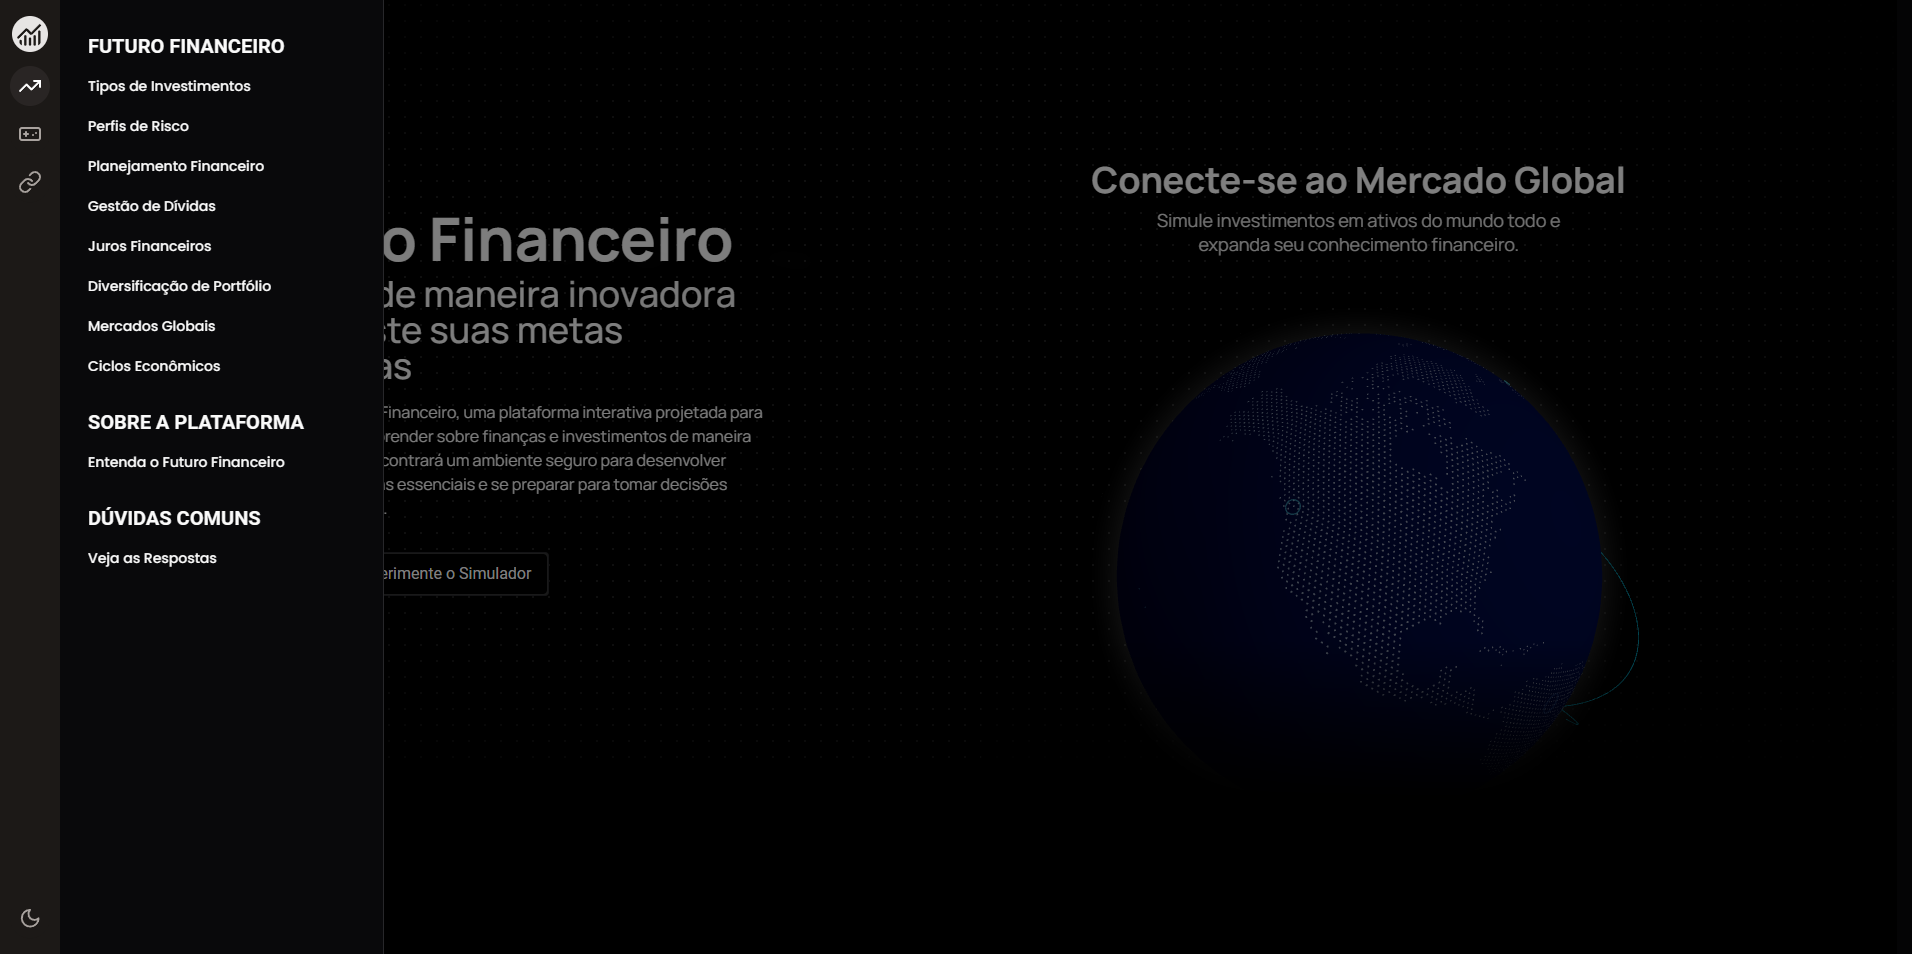 FUTURO FINANCEIRO
Tipos de Investimentos
Perfis de Risco
Planejamento Financeiro
Gestão de Dívidas
Juros Financeiros
Diversificação de Portfólio
Mercados Globais
Ciclos Econômicos
SOBRE A PLATAFORMA
Entenda o Futuro Financeiro
DÚVIDAS COMUNS
Veja as Respostas
o Financeiro
de maneira inovadora
ste suas metas
as
Financeiro, uma plataforma interativa projetada para
render sobre finanças e investimentos de maneira
contrará um ambiente seguro para desenvolver
s essenciais e se preparar para tomar decisões
.
erimente o Simulador
Conecte-se ao Mercado Global
Simule investimentos em ativos do mundo todo e
expanda seu conhecimento financeiro.